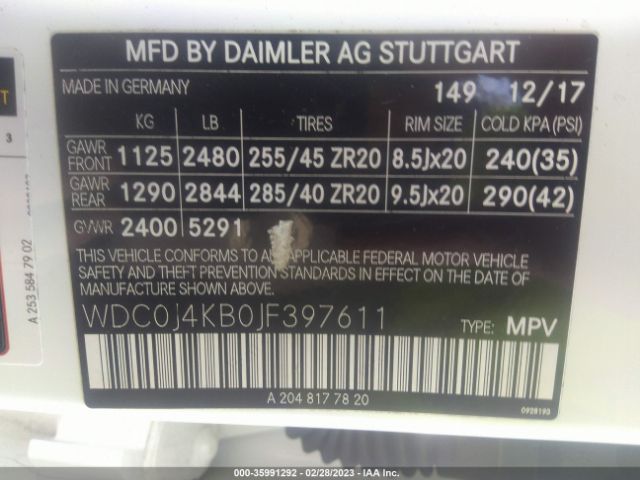 MFD BY DAIMLER AG STUTTGART
MADE IN GERMANY 149 12/17
KG LB TIRES RIM SIZE COLD KPA (PSI)
GAWR FRONT 1125 2480 255/45 ZR20 8.5Jx20 240(35)
GAWR REAR 1290 2844 285/40 ZR20 9.5Jx20 290(42)
GVWR 2400 5291
THIS VEHICLE CONFORMS TO ALL APPLICABLE FEDERAL MOTOR VEHICLE
SAFETY AND THEFT PREVENTION STANDARDS IN EFFECT ON THE DATE OF
MANUFACTURE SHOWN ABOVE.
WDC0J4KB0JF397611 TYPE: MPV
A 204 817 78 20
0928193
A 253 584 79 02
T
3
000-35991292 - 02/28/2023 - IAA Inc.